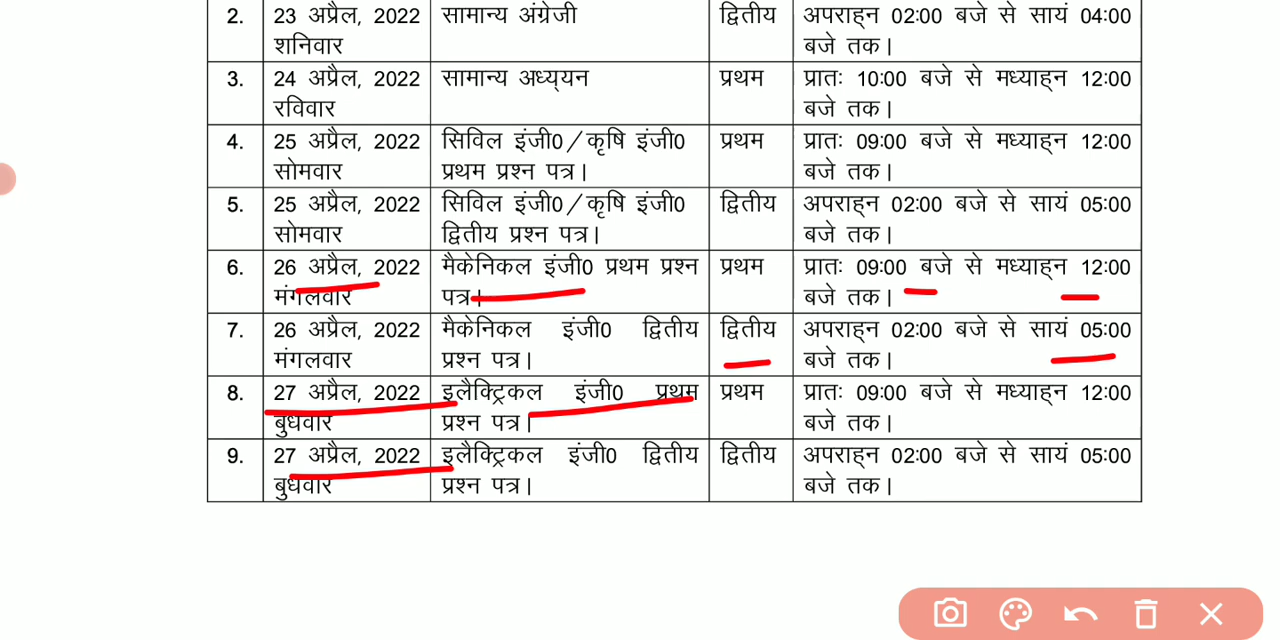 2. 23 अप्रैल, 2022 सामान्य अंग्रेजी द्वितीय अपराह्न 02:00 बजे से सायं 04:00
शनिवार बजे तक।
3. 24 अप्रैल, 2022 सामान्य अध्ययन प्रथम प्रातः 10:00 बजे से मध्याह्न 12:00
रविवार बजे तक।
4. 25 अप्रैल, 2022 सिविल इंजी0/कृषि इंजी0 प्रथम प्रातः 09:00 बजे से मध्याह्न 12:00
सोमवार प्रथम प्रश्न पत्र। बजे तक।
5. 25 अप्रैल, 2022 सिविल इंजी0/कृषि इंजी0 द्वितीय अपराह्न 02:00 बजे से सायं 05:00
सोमवार द्वितीय प्रश्न पत्र। बजे तक।
6. 26 अप्रैल, 2022 मैकेनिकल इंजी0 प्रथम प्रश्न प्रथम प्रातः 09:00 बजे से मध्याह्न 12:00
मंगलवार पत्र। बजे तक।
7. 26 अप्रैल, 2022 मैकेनिकल इंजी0 द्वितीय द्वितीय अपराह्न 02:00 बजे से सायं 05:00
मंगलवार प्रश्न पत्र। बजे तक।
8. 27 अप्रैल, 2022 इलैक्ट्रिकल इंजी0 प्रथम प्रथम प्रातः 09:00 बजे से मध्याह्न 12:00
बुधवार प्रश्न पत्र। बजे तक।
9. 27 अप्रैल, 2022 इलैक्ट्रिकल इंजी0 द्वितीय द्वितीय अपराह्न 02:00 बजे से सायं 05:00
बुधवार प्रश्न पत्र। बजे तक।